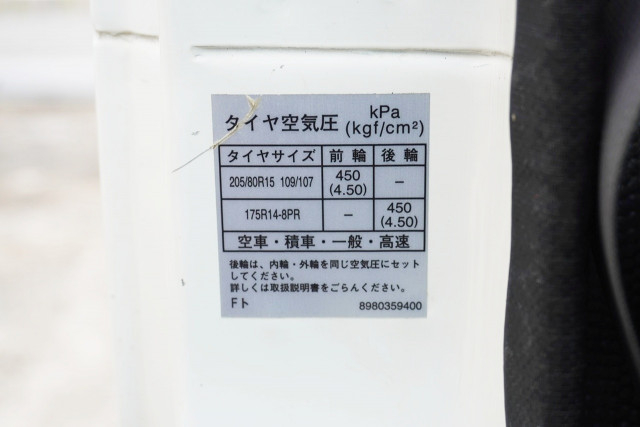 タイヤ空気圧 kPa (kgf/cm²)
タイヤサイズ 前輪 後輪
205/80R15 109/107 450 (4.50) –
175R14-8PR – 450 (4.50)
空車・積車・一般・高速
後輪は、内輪・外輪を同じ空気圧にセット
してください。
詳しくは取扱説明書をごらんください。
Fト 8980359400